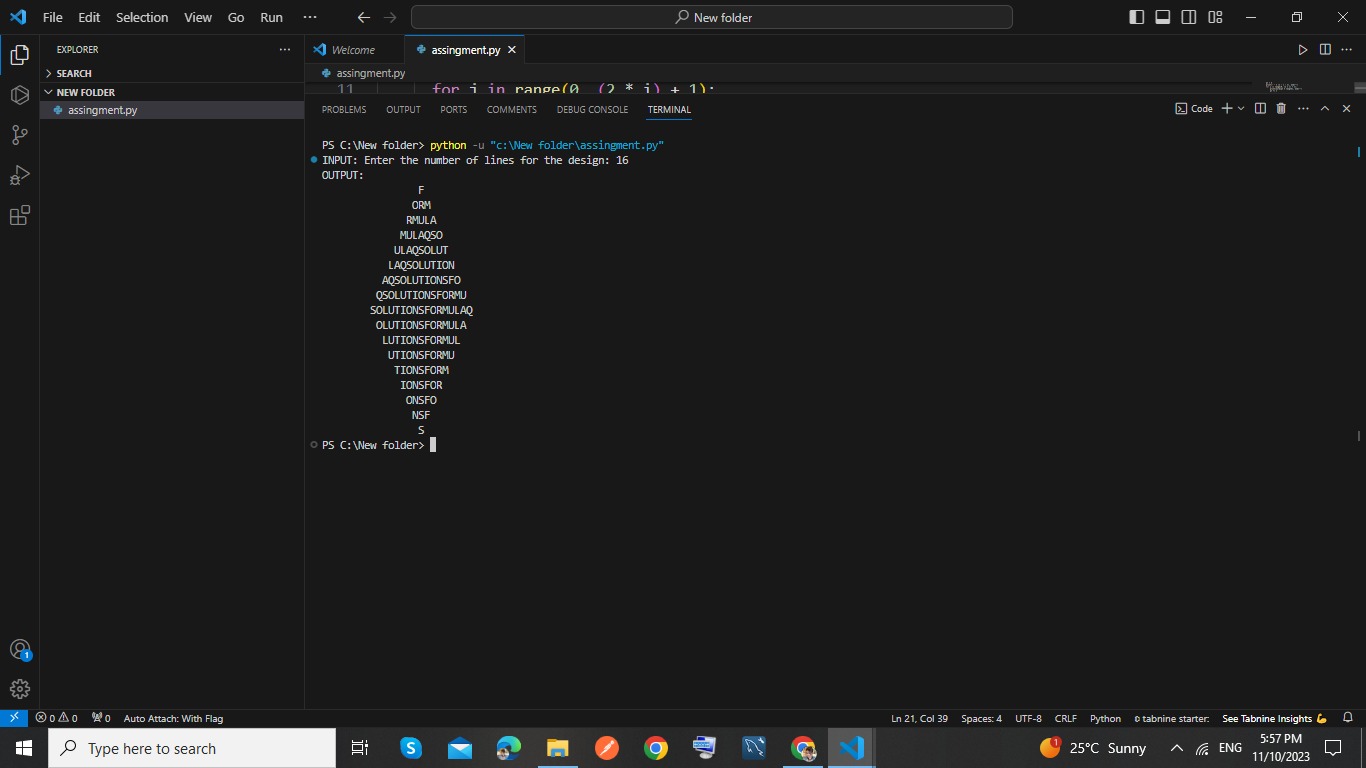 File Edit Selection View Go Run ··· New folder
EXPLORER ···
Welcome assingment.py
SEARCH
assingment.py
NEW FOLDER
11 for j in range(0, (2 * i) + 1):
assingment.py
PROBLEMS OUTPUT PORTS COMMENTS DEBUG CONSOLE TERMINAL Code
PS C:\New folder> python -u "c:\New folder\assingment.py"
INPUT: Enter the number of lines for the design: 16
OUTPUT:
F
ORM
RMULA
MULAQSO
ULAQSOLUT
LAQSOLUTION
AQSOLUTIONSFO
QSOLUTIONSFORMU
SOLUTIONSFORMULAQ
OLUTIONSFORMULA
LUTIONSFORMUL
UTIONSFORMU
TIONSFORM
IONSFOR
ONSFO
NSF
S
PS C:\New folder>
1
0 0 0 Auto Attach: With Flag Ln 21, Col 39 Spaces: 4 UTF-8 CRLF Python tabnine starter: See Tabnine Insights
Type here to search 1 25°C Sunny ENG 5:57 PM
11/10/2023